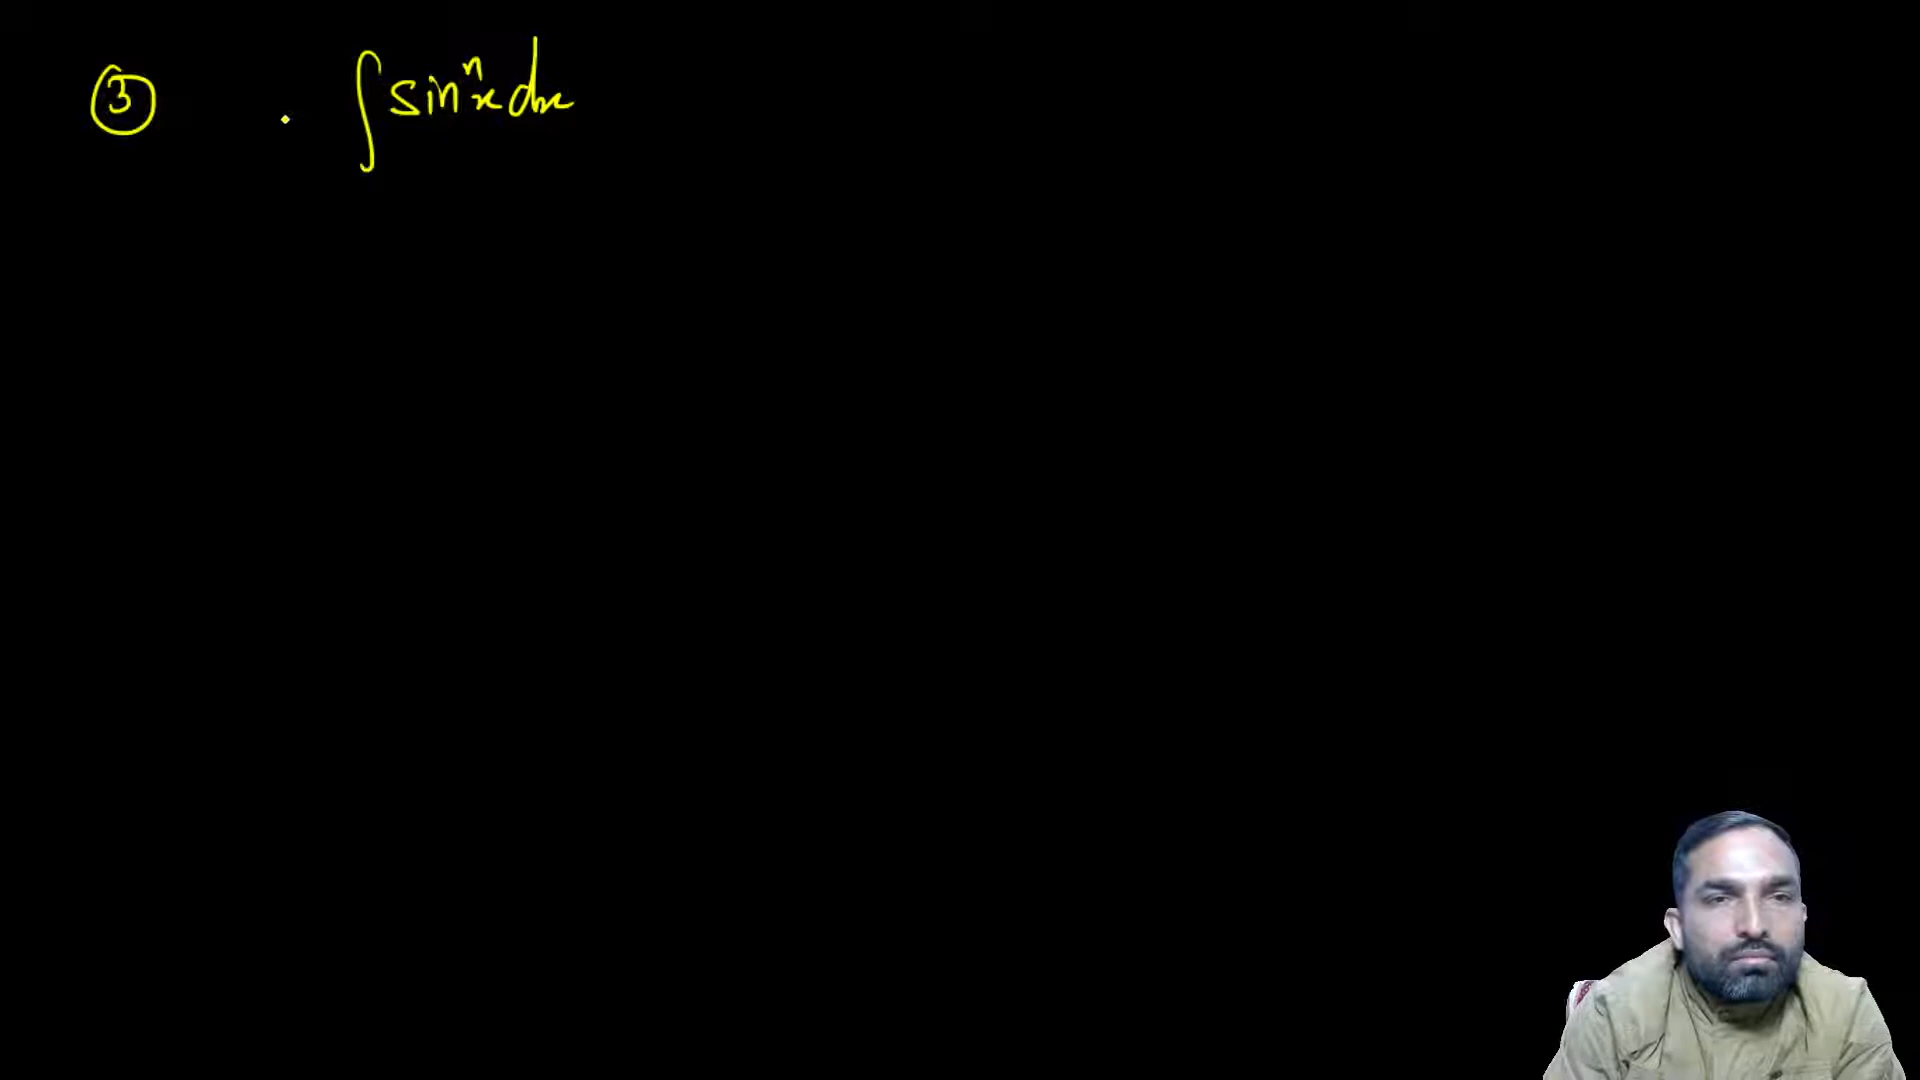 ③ . ∫ sinⁿx dx